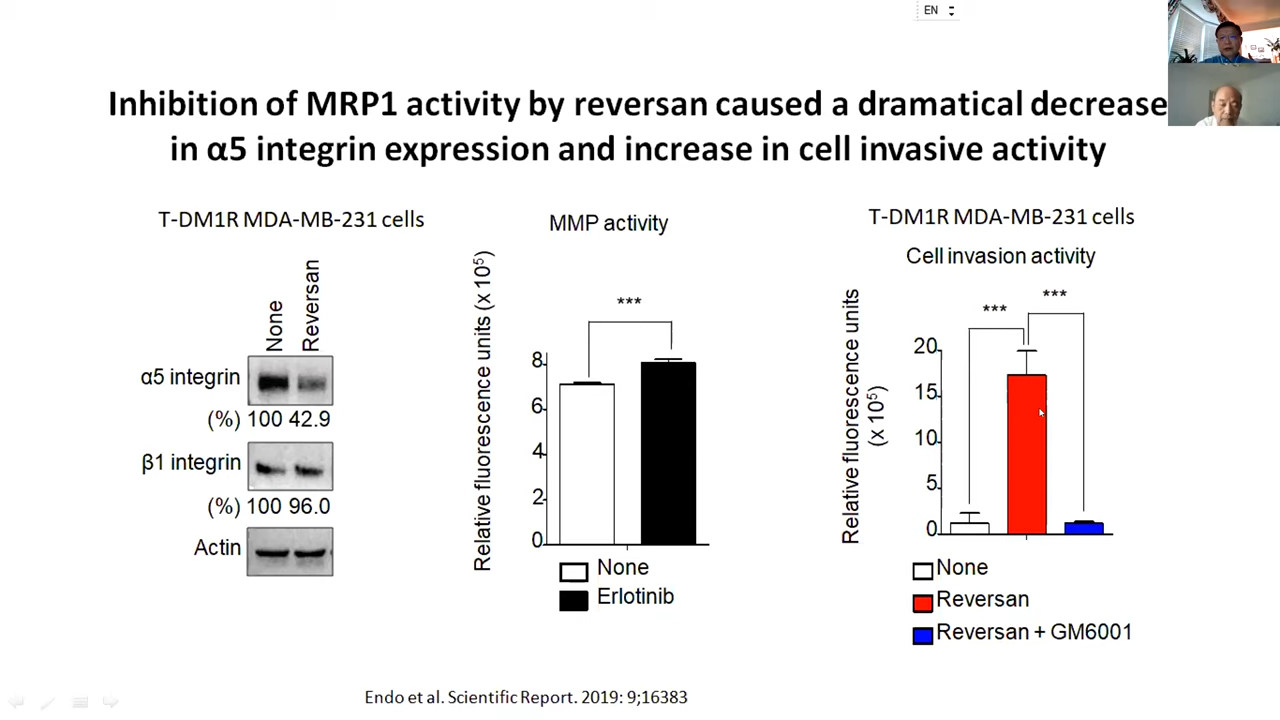 EN
Inhibition of MRP1 activity by reversan caused a dramatical decrease
in α5 integrin expression and increase in cell invasive activity
T-DM1R MDA-MB-231 cells
None
Reversan
α5 integrin
(%) 100 42.9
β1 integrin
(%) 100 96.0
Actin
MMP activity
Relative fluorescence units (x 10⁵)
***
8
6
4
2
0
None
Erlotinib
T-DM1R MDA-MB-231 cells
Cell invasion activity
Relative fluorescence units
(x 10⁵)
***
***
20
15
10
5
0
None
Reversan
Reversan + GM6001
Endo et al. Scientific Report. 2019: 9;16383